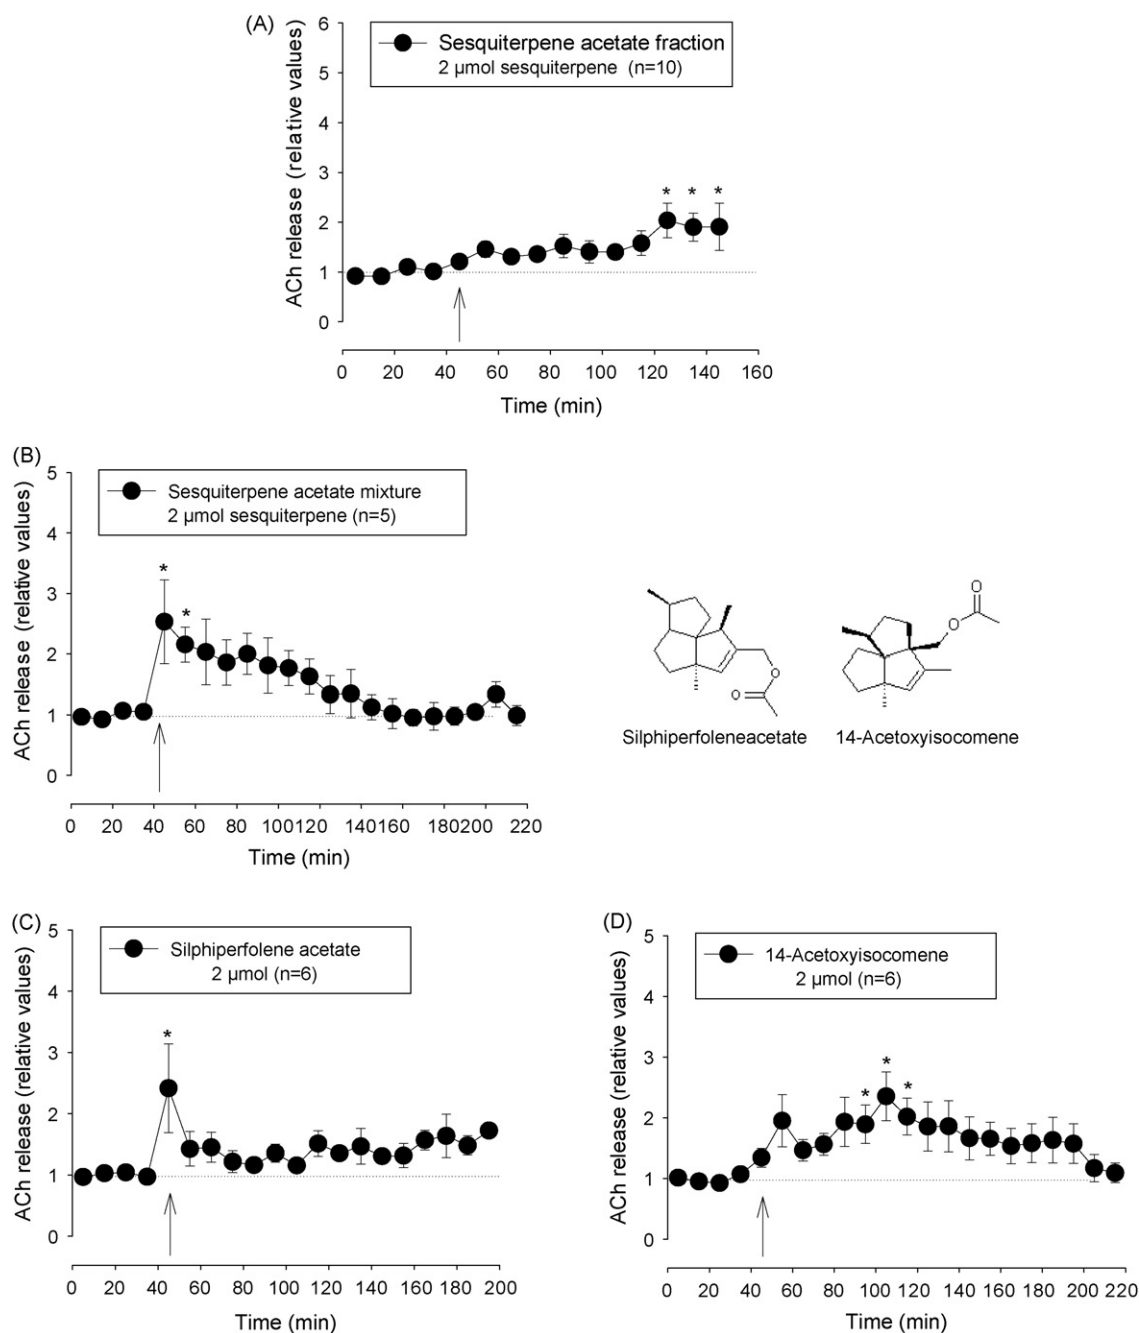 (A)
6
5
4
3
2
1
0
ACh release (relative values)
Sesquiterpene acetate fraction
2 µmol sesquiterpene (n=10)
* * *
0 20 40 60 80 100 120 140 160
Time (min)
(B)
5
4
3
2
1
0
ACh release (relative values)
Sesquiterpene acetate mixture
2 µmol sesquiterpene (n=5)
*
*
0 20 40 60 80 100 120 140 160 180 200 220
Time (min)
O
O
Silphiperfoleneacetate
O
O
14-Acetoxyisocomene
(C)
5
4
3
2
1
0
ACh release (relative values)
Silphiperfolene acetate
2 µmol (n=6)
*
0 20 40 60 80 100 120 140 160 180 200
Time (min)
(D)
5
4
3
2
1
0
ACh release (relative values)
14-Acetoxyisocomene
2 µmol (n=6)
* * *
0 20 40 60 80 100 120 140 160 180 200 220
Time (min)